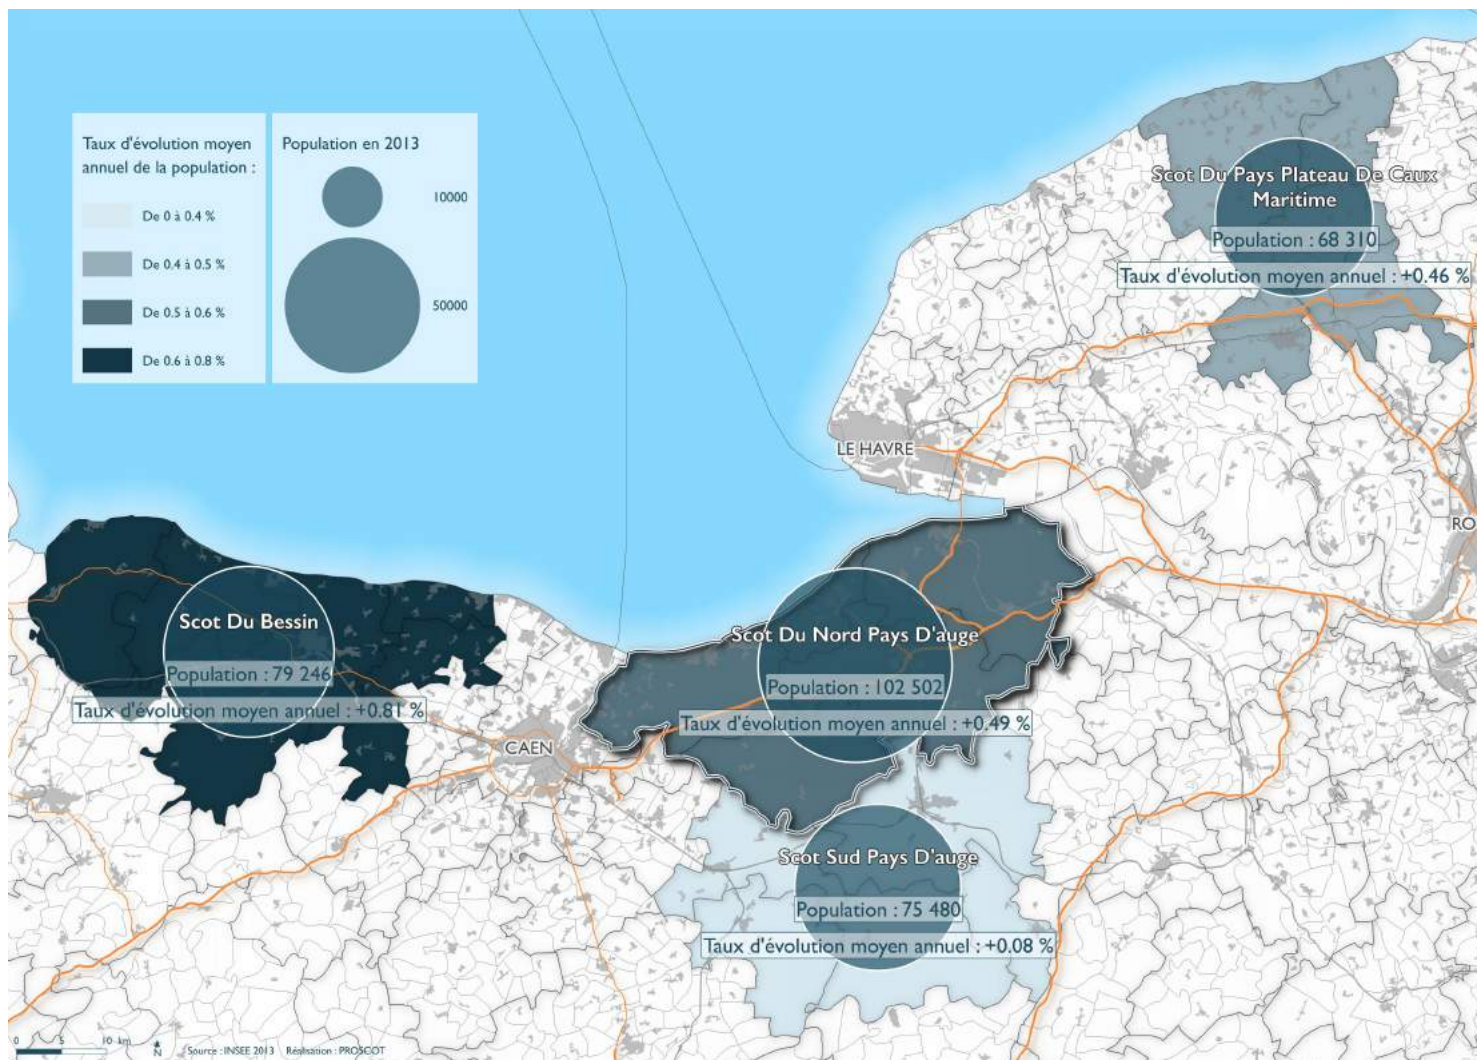 Taux d'évolution moyen
annuel de la population :
De 0 à 0.4 %
De 0.4 à 0.5 %
De 0.5 à 0.6 %
De 0.6 à 0.8 %
Population en 2013
10000
50000
Scot Du Pays Plateau De Caux
Maritime
Population : 68 310
Taux d'évolution moyen annuel : +0.46 %
LE HAVRE
RO
Scot Du Bessin
Population : 79 246
Taux d'évolution moyen annuel : +0.81 %
Scot Du Nord Pays D'auge
Population : 102 502
Taux d'évolution moyen annuel : +0.49 %
CAEN
Scot Sud Pays D'auge
Population : 75 480
Taux d'évolution moyen annuel : +0.08 %
0 5 10 km
N
Source : INSEE 2013 Réalisation : PROSCOT